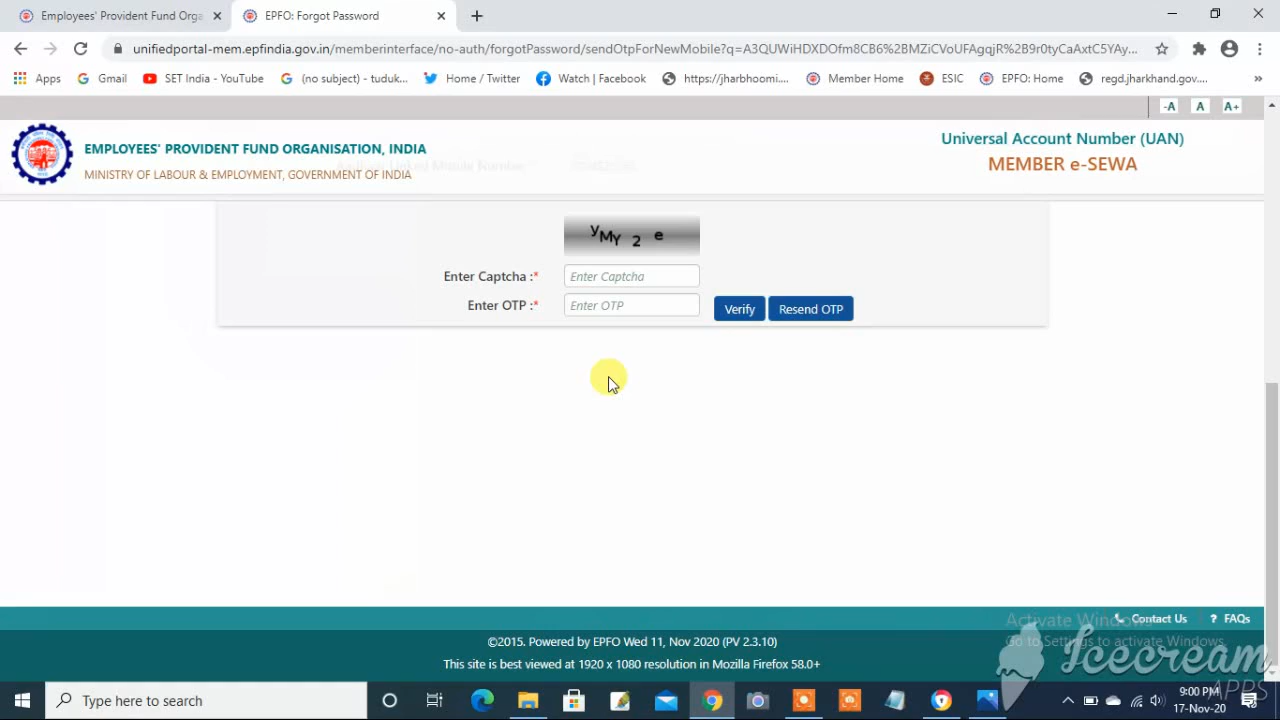 Employees' Provident Fund Orga
EPFO: Forgot Password
unifiedportal-mem.epfindia.gov.in/memberinterface/no-auth/forgotPassword/sendOtpForNewMobile?q=A3QUWiHDXDOfm8CB6%2BMZiCVoUFAgqjR%2B9r0tyCaAxtC5YAy...
Apps
Gmail
SET India - YouTube
(no subject) - tuduk...
Home / Twitter
Watch | Facebook
https://jharbhoomi....
Member Home
ESIC
EPFO: Home
regd.jharkhand.gov....
»
-A A A+
EMPLOYEES' PROVIDENT FUND ORGANISATION, INDIA
MINISTRY OF LABOUR & EMPLOYMENT, GOVERNMENT OF INDIA
Universal Account Number (UAN)
MEMBER e-SEWA
yMY 2 e
Enter Captcha :* Enter Captcha
Enter OTP :* Enter OTP Verify Resend OTP
Activate Windows
Go to Settings to activate Windows.
Contact Us ? FAQs
©2015. Powered by EPFO Wed 11, Nov 2020 (PV 2.3.10)
This site is best viewed at 1920 x 1080 resolution in Mozilla Firefox 58.0+
Icecream
APPS
Type here to search
9:00 PM
17-Nov-20